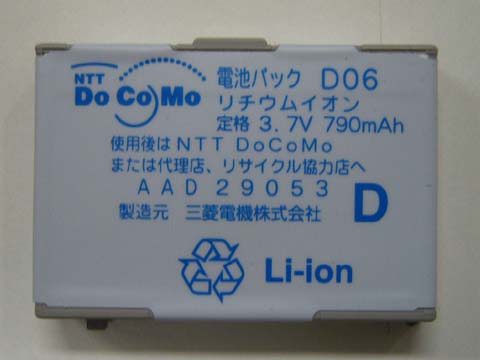 NTT
DoCoMo
電池パック D06
リチウムイオン
定格 3.7V 790mAh
使用後はNTT DoCoMo
または代理店、リサイクル協力店へ
AAD29053
D
製造元 三菱電機株式会社
Li-ion